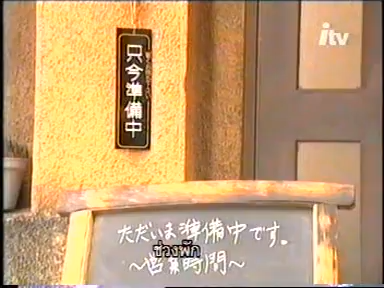 itv
只今準備中
ただいま準備中です。
ช่วงพัก
～営業時間～